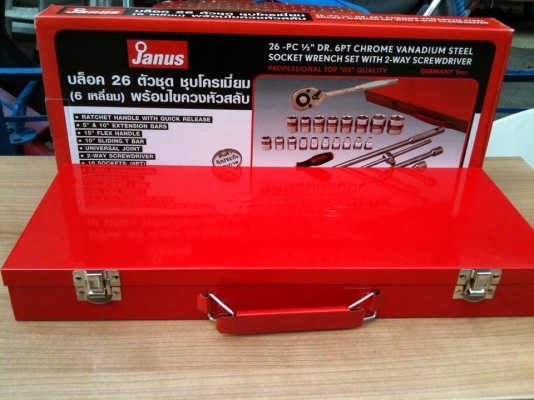 Janus
บล็อค 26 ตัวชุด ชุบโครเมี่ยม
(6 เหลี่ยม) พร้อมไขควงหัวสลับ
RATCHET HANDLE WITH QUICK RELEASE
5" & 10" EXTENSION BARS
15" FLEX HANDLE
10" SLIDING T BAR
UNIVERSAL JOINT
2-WAY SCREWDRIVER
18 SOCKETS (6PT)
26 -PC ½" DR. 6PT CHROME VANADIUM STEEL
SOCKET WRENCH SET WITH 2-WAY SCREWDRIVER
PROFESSIONAL TOP "JIS" QUALITY
GERMANY